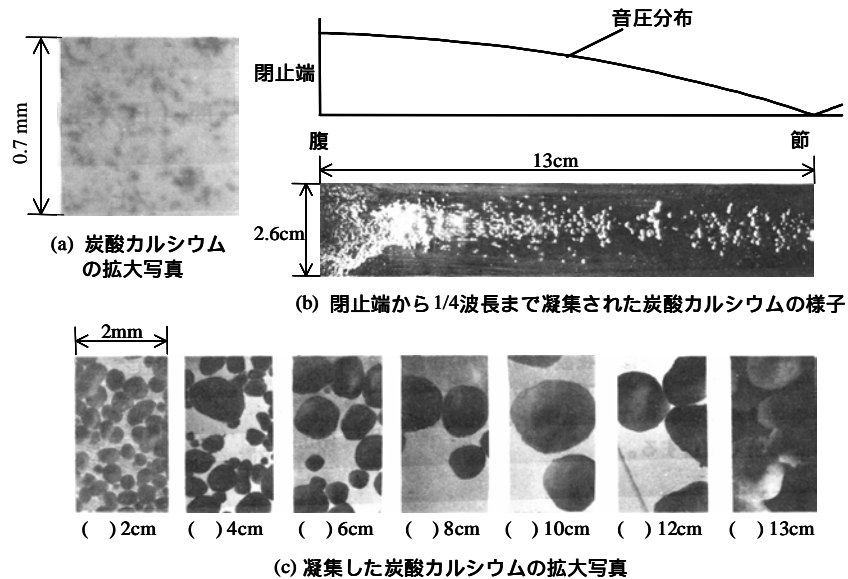 音圧分布
閉止端
腹
節
13cm
0.7 mm
2.6cm
(a) 炭酸カルシウム
の拡大写真
(b) 閉止端から1/4波長まで凝集された炭酸カルシウムの様子
2mm
( ) 2cm
( ) 4cm
( ) 6cm
( ) 8cm
( ) 10cm
( ) 12cm
( ) 13cm
(c) 凝集した炭酸カルシウムの拡大写真